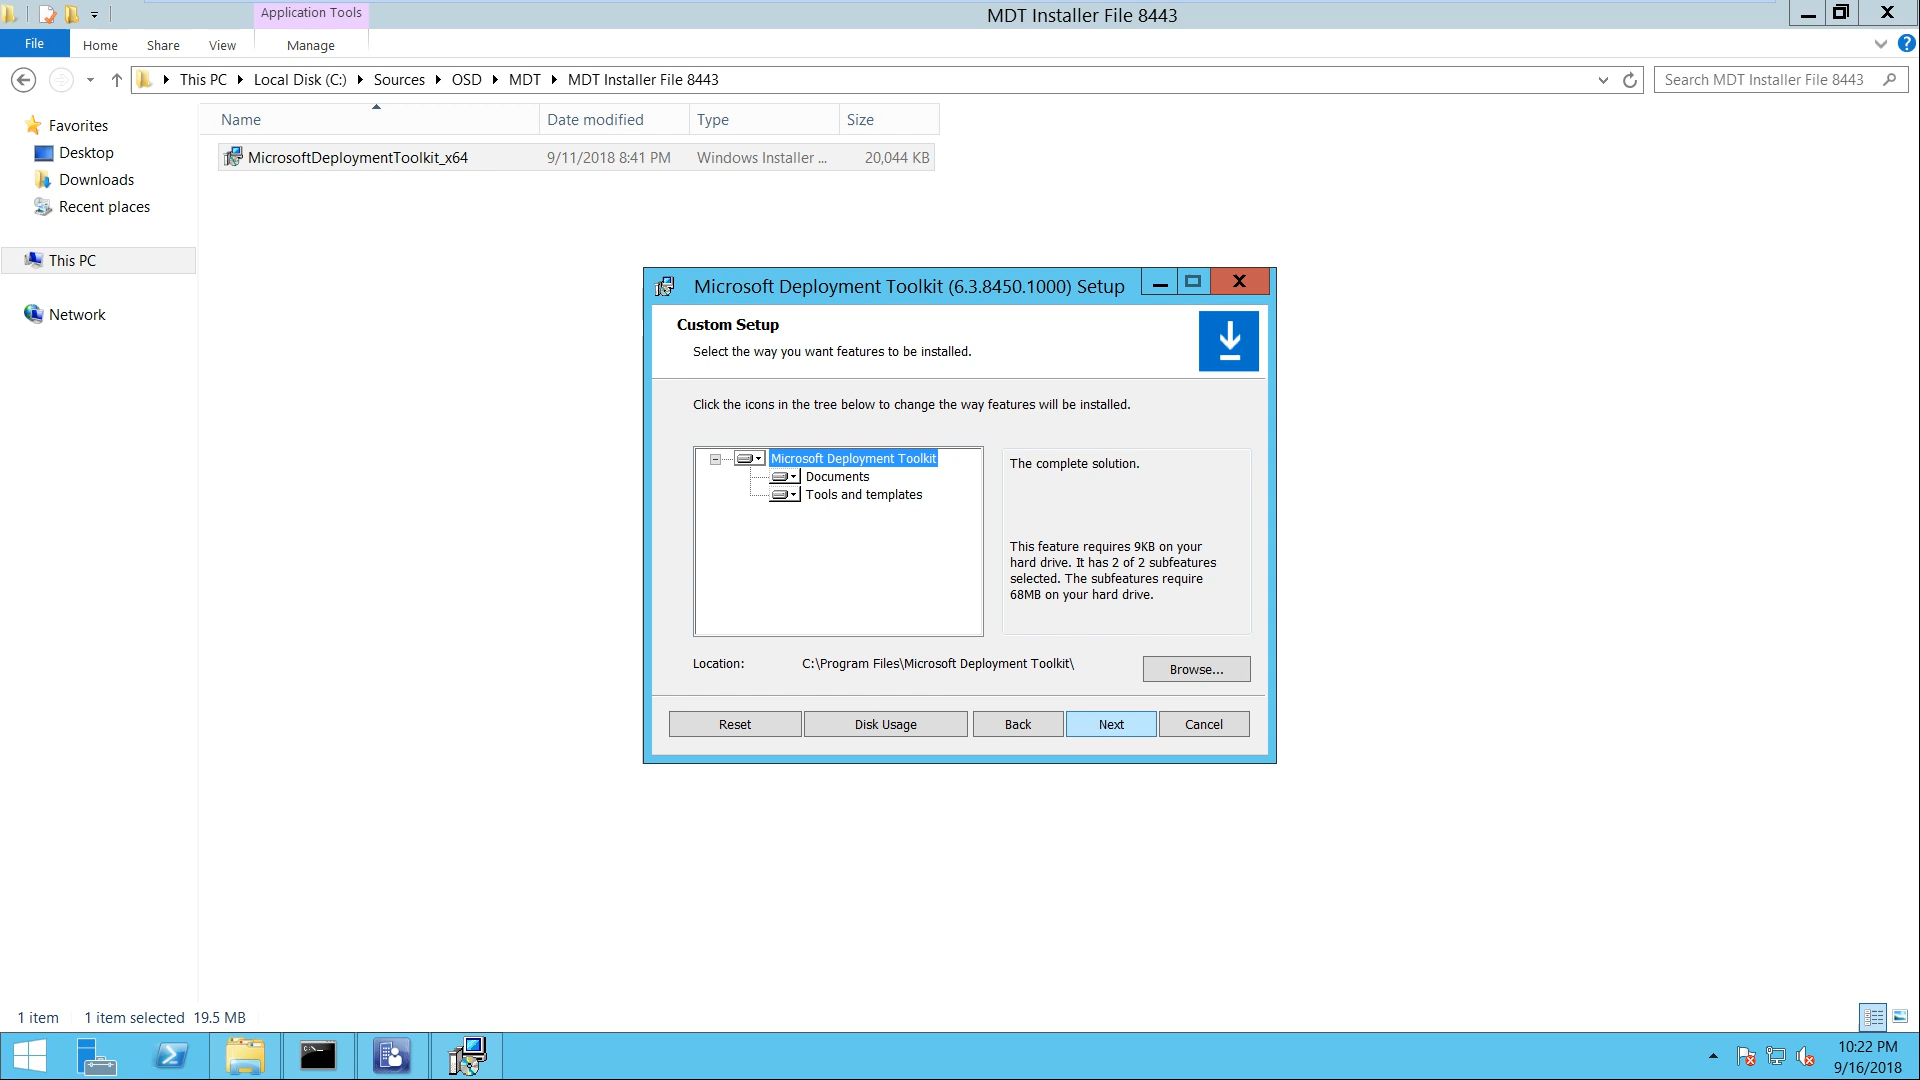 Application Tools
MDT Installer File 8443
File
Home
Share
View
Manage
This PC
Local Disk (C:)
Sources
OSD
MDT
MDT Installer File 8443
Search MDT Installer File 8443
Favorites
Desktop
Downloads
Recent places
This PC
Network
Name
Date modified
Type
Size
MicrosoftDeploymentToolkit_x64
9/11/2018 8:41 PM
Windows Installer ...
20,044 KB
Microsoft Deployment Toolkit (6.3.8450.1000) Setup
Custom Setup
Select the way you want features to be installed.
Click the icons in the tree below to change the way features will be installed.
Microsoft Deployment Toolkit
Documents
Tools and templates
The complete solution.
This feature requires 9KB on your
hard drive. It has 2 of 2 subfeatures
selected. The subfeatures require
68MB on your hard drive.
Location:
C:\Program Files\Microsoft Deployment Toolkit\
Browse...
Reset
Disk Usage
Back
Next
Cancel
1 item
1 item selected 19.5 MB
10:22 PM
9/16/2018